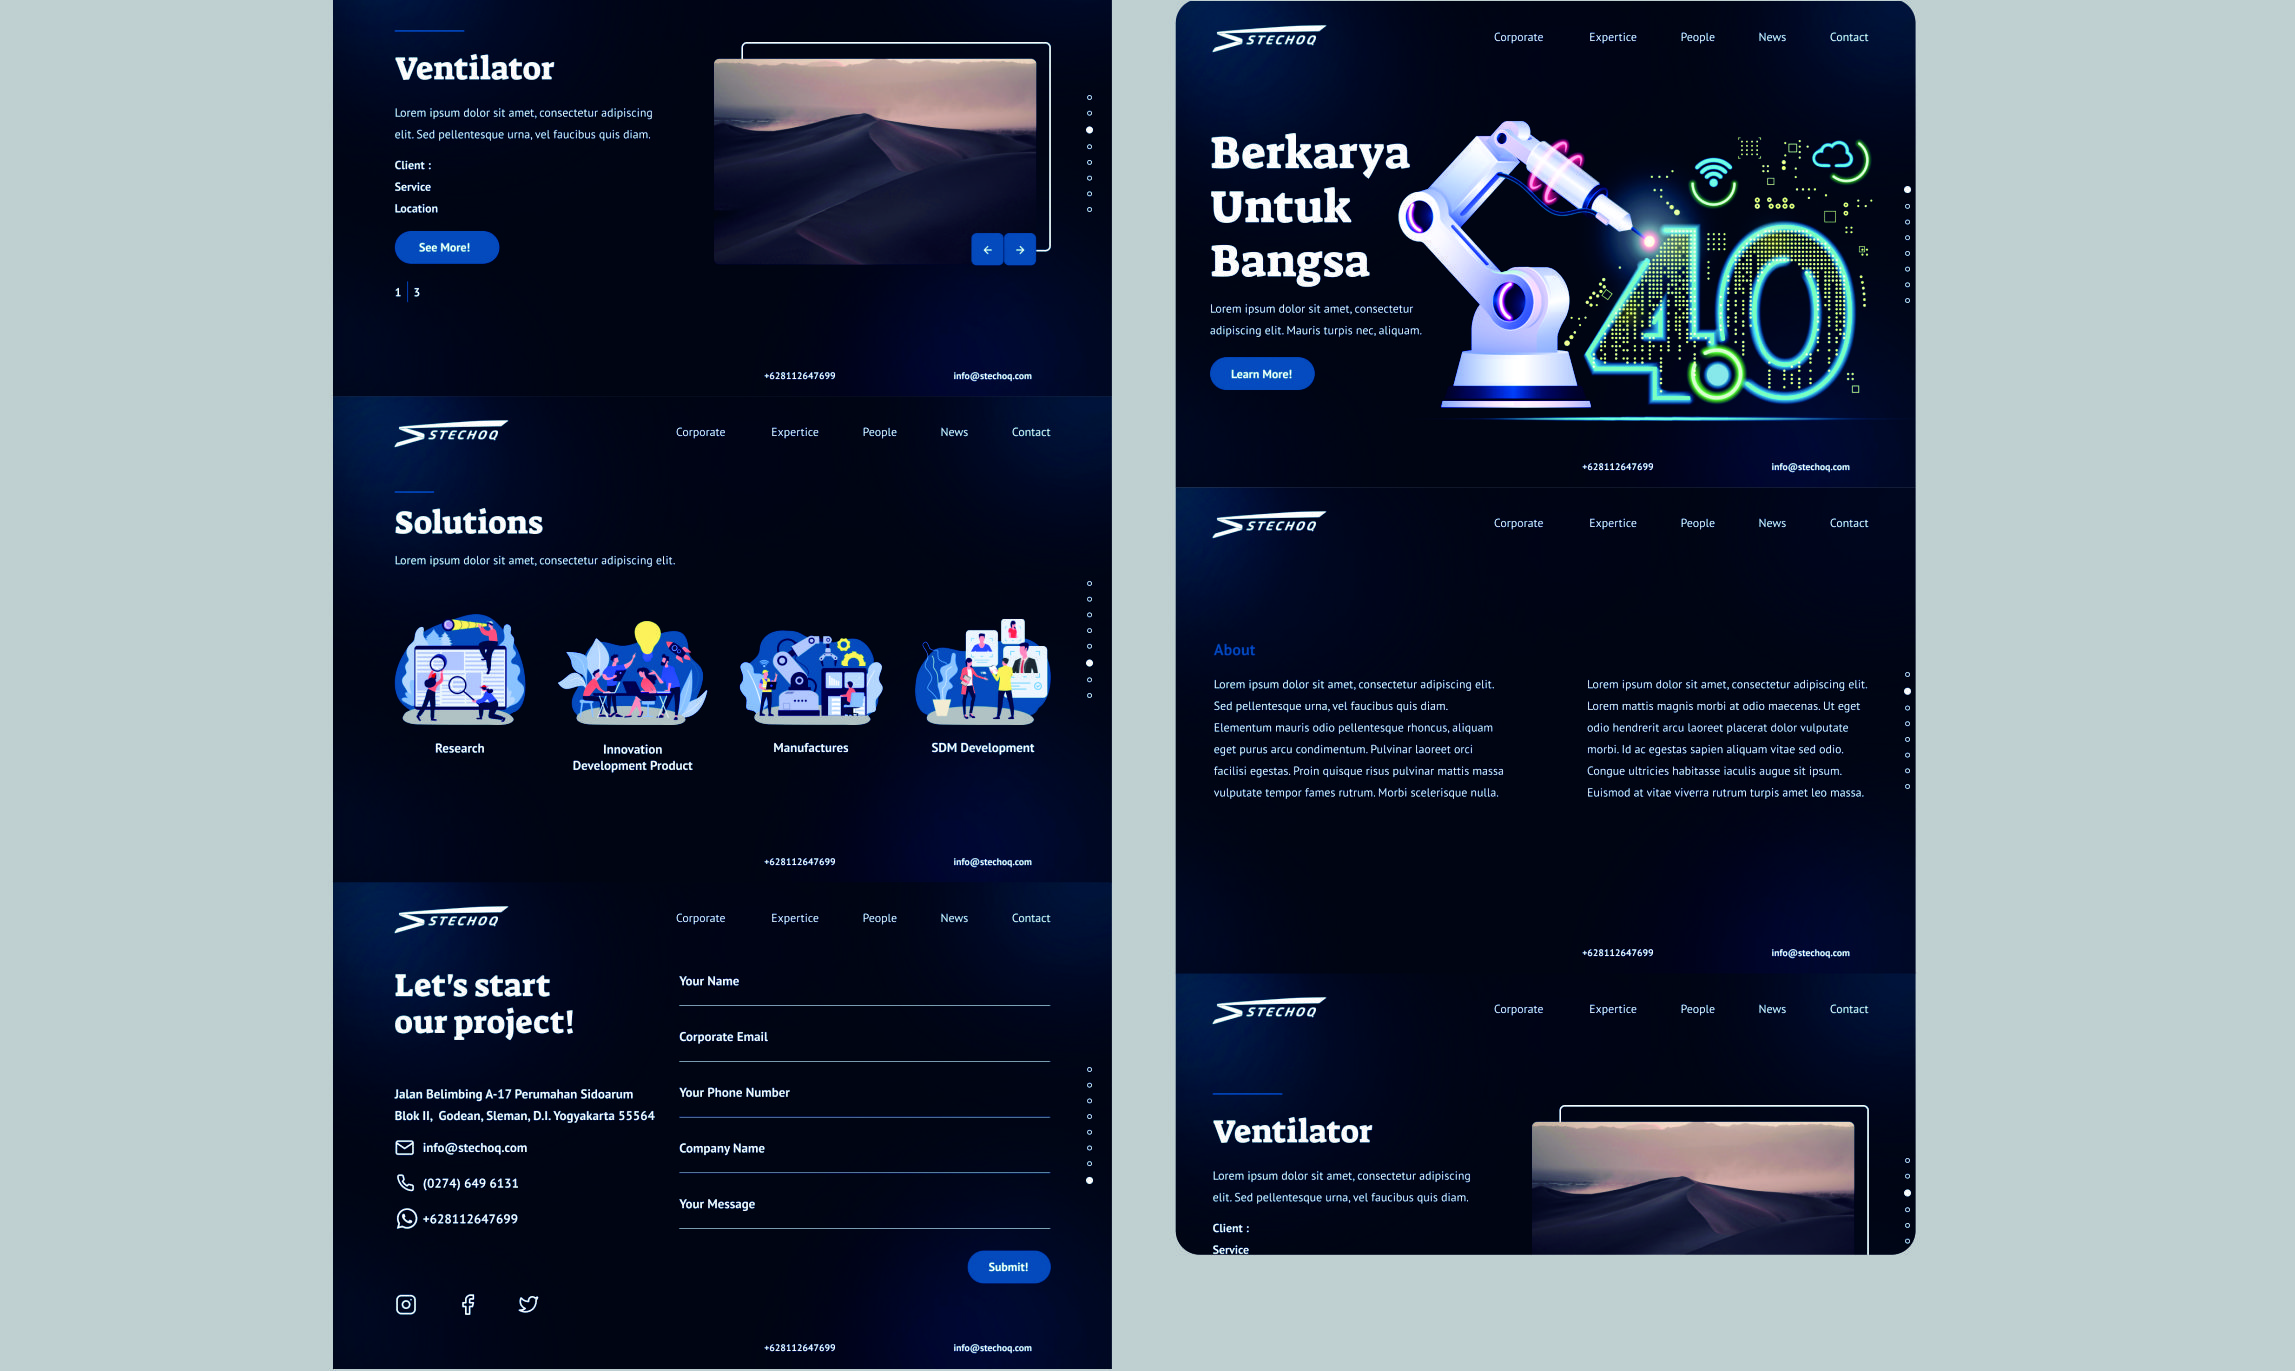 Ventilator
Lorem ipsum dolor sit amet, consectetur adipiscing
elit. Sed pellentesque urna, vel faucibus quis diam.
Client :
Service
Location
See More!
1 | 3
+628112647699
info@stechoq.com
STECHOQ
Corporate
Expertice
People
News
Contact
Solutions
Lorem ipsum dolor sit amet, consectetur adipiscing elit.
Research
Innovation
Development Product
Manufactures
SDM Development
+628112647699
info@stechoq.com
STECHOQ
Corporate
Expertice
People
News
Contact
Let's start
our project!
Jalan Belimbing A-17 Perumahan Sidoarum
Blok II, Godean, Sleman, D.I. Yogyakarta 55564
info@stechoq.com
(0274) 649 6131
+628112647699
Your Name
Corporate Email
Your Phone Number
Company Name
Your Message
Submit!
+628112647699
info@stechoq.com
STECHOQ
Corporate
Expertice
People
News
Contact
Berkarya
Untuk
Bangsa
Lorem ipsum dolor sit amet, consectetur
adipiscing elit. Mauris turpis nec, aliquam.
Learn More!
4.0
+628112647699
info@stechoq.com
STECHOQ
Corporate
Expertice
People
News
Contact
About
Lorem ipsum dolor sit amet, consectetur adipiscing elit.
Sed pellentesque urna, vel faucibus quis diam.
Elementum mauris odio pellentesque rhoncus, aliquam
eget purus arcu condimentum. Pulvinar laoreet orci
facilisi egestas. Proin quisque risus pulvinar mattis massa
vulputate tempor fames rutrum. Morbi scelerisque nulla.
Lorem ipsum dolor sit amet, consectetur adipiscing elit.
Lorem mattis magnis morbi at odio maecenas. Ut eget
odio hendrerit arcu laoreet placerat dolor vulputate
morbi. Id ac egestas sapien aliquam vitae sed odio.
Congue ultricies habitasse iaculis augue sit ipsum.
Euismod at vitae viverra rutrum turpis amet leo massa.
+628112647699
info@stechoq.com
STECHOQ
Corporate
Expertice
People
News
Contact
Ventilator
Lorem ipsum dolor sit amet, consectetur adipiscing
elit. Sed pellentesque urna, vel faucibus quis diam.
Client :
Service